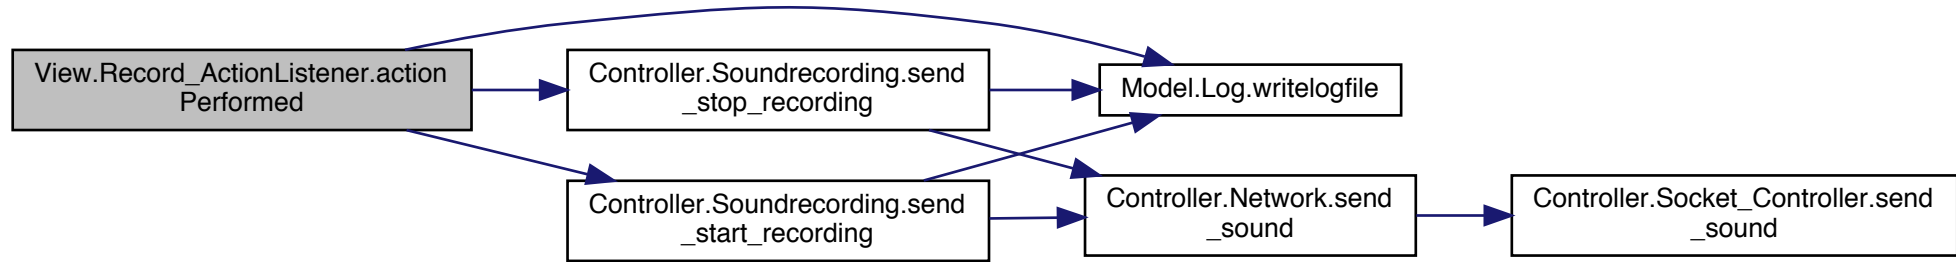 View.Record_ActionListener.action
Performed
Controller.Soundrecording.send
_stop_recording
Model.Log.writelogfile
Controller.Soundrecording.send
_start_recording
Controller.Network.send
_sound
Controller.Socket_Controller.send
_sound